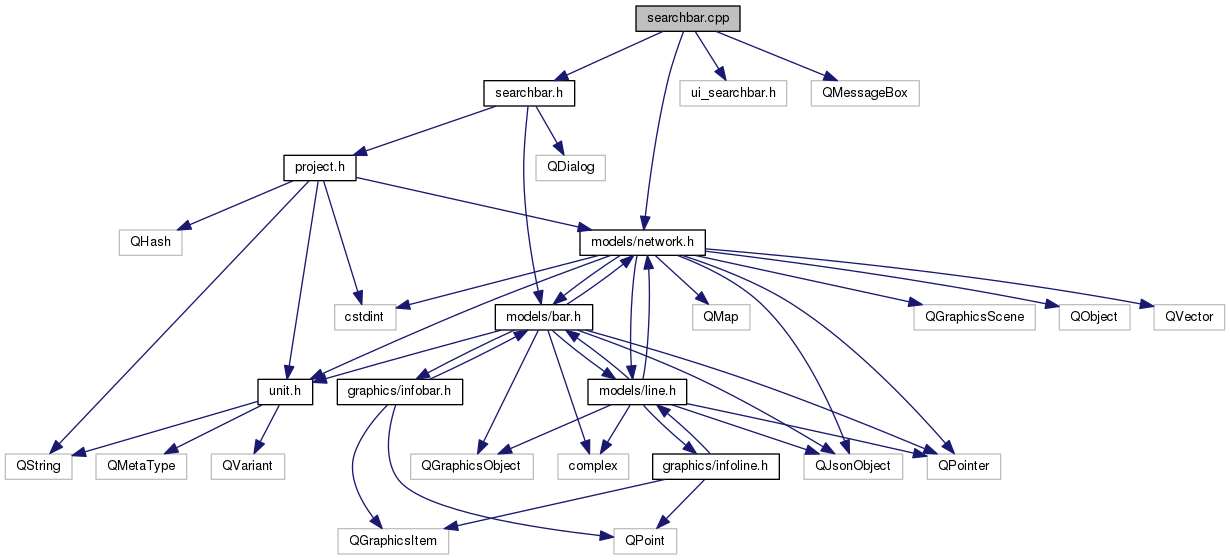 searchbar.cpp
searchbar.h
ui_searchbar.h
QMessageBox
project.h
QDialog
QHash
models/network.h
cstdint
models/bar.h
QMap
QGraphicsScene
QObject
QVector
unit.h
graphics/infobar.h
models/line.h
QString
QMetaType
QVariant
QGraphicsObject
complex
graphics/infoline.h
QJsonObject
QPointer
QGraphicsItem
QPoint